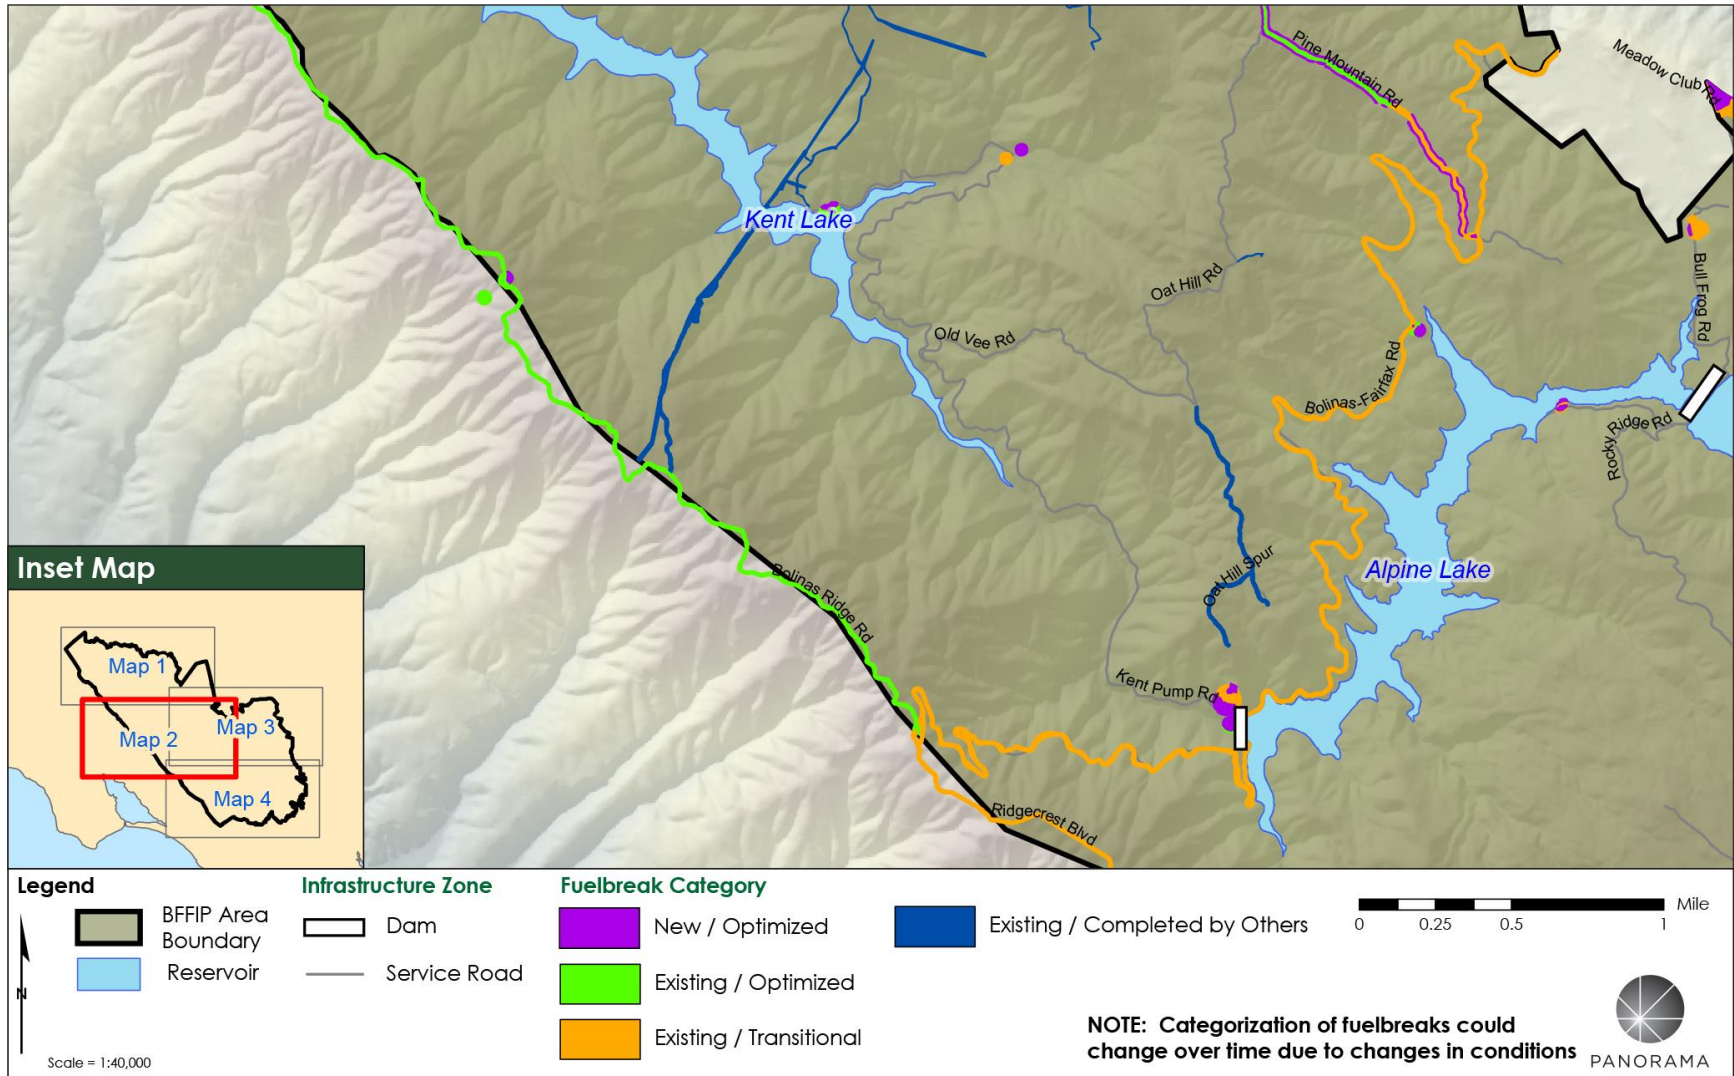 Pine Mountain Rd
Meadow Club Rd
Kent Lake
Bull Frog Rd
Oat Hill Rd
Old Vee Rd
Bolinas-Fairfax Rd
Rocky Ridge Rd
Inset Map
Alpine Lake
Oat Hill Spur
Bolinas Ridge Rd
Map 1
Map 3
Map 2
Map 4
Kent Pump Rd
Ridgecrest Blvd
Legend
BFFIP Area
Boundary
Reservoir
N
Scale = 1:40,000
Infrastructure Zone
Dam
Service Road
Fuelbreak Category
New / Optimized
Existing / Optimized
Existing / Transitional
Existing / Completed by Others
Mile
0 0.25 0.5 1
NOTE: Categorization of fuelbreaks could
change over time due to changes in conditions
PANORAMA